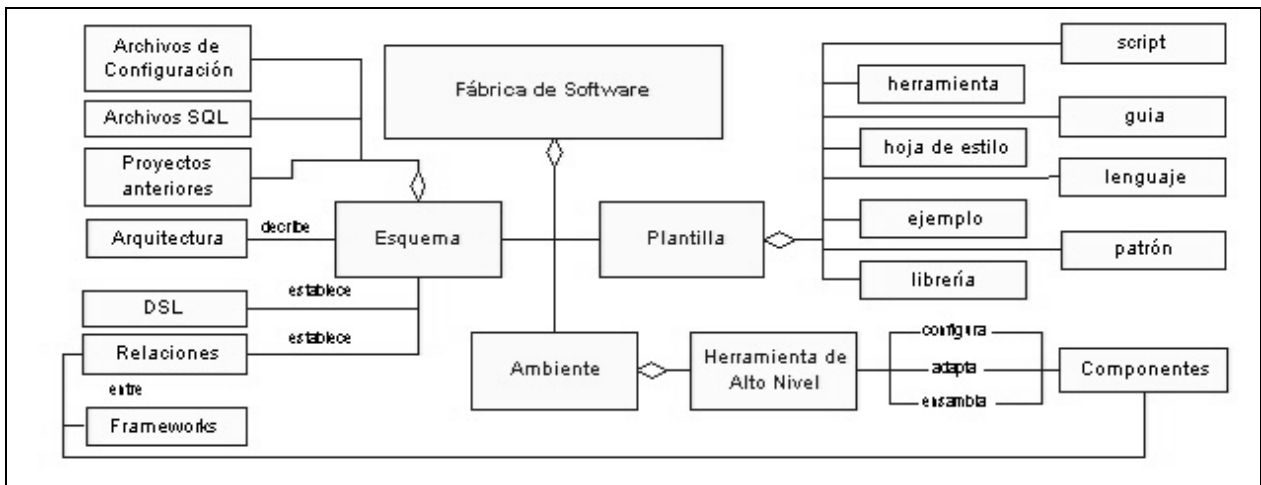 Archivos de
Configuración
Fábrica de Software
script
herramienta
Archivos SQL
guia
Proyectos
anteriores
hoja de estilo
lenguaje
Arquitectura
decribe
Esquema
Plantilla
ejemplo
patrón
librería
establece
DSL
establece
Relaciones
entre
Frameworks
Ambiente
Herramienta de
Alto Nivel
configura
adapta
ensambla
Componentes